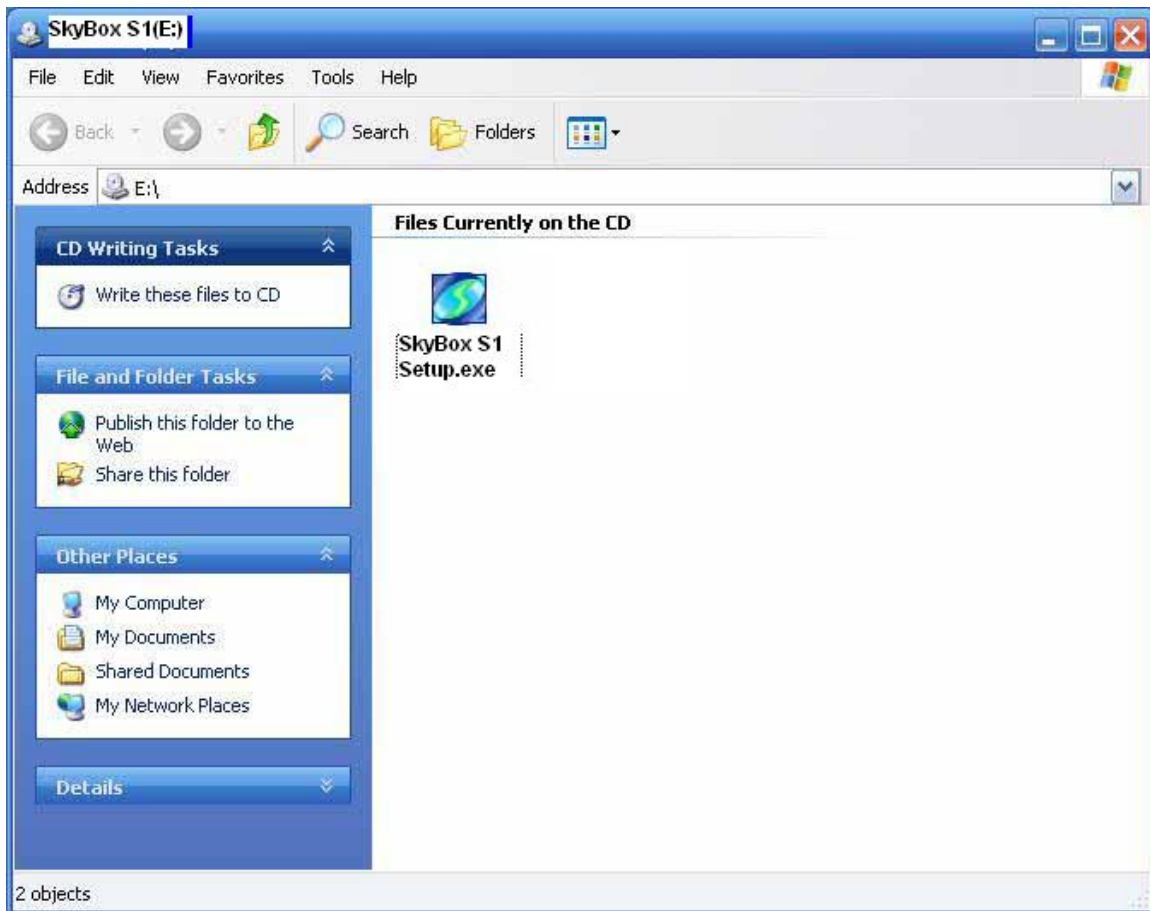 SkyBox S1(E:)
File Edit View Favorites Tools Help
Back Search Folders
Address E:\
Files Currently on the CD
CD Writing Tasks
Write these files to CD
SkyBox S1
Setup.exe
File and Folder Tasks
Publish this folder to the
Web
Share this folder
Other Places
My Computer
My Documents
Shared Documents
My Network Places
Details
2 objects